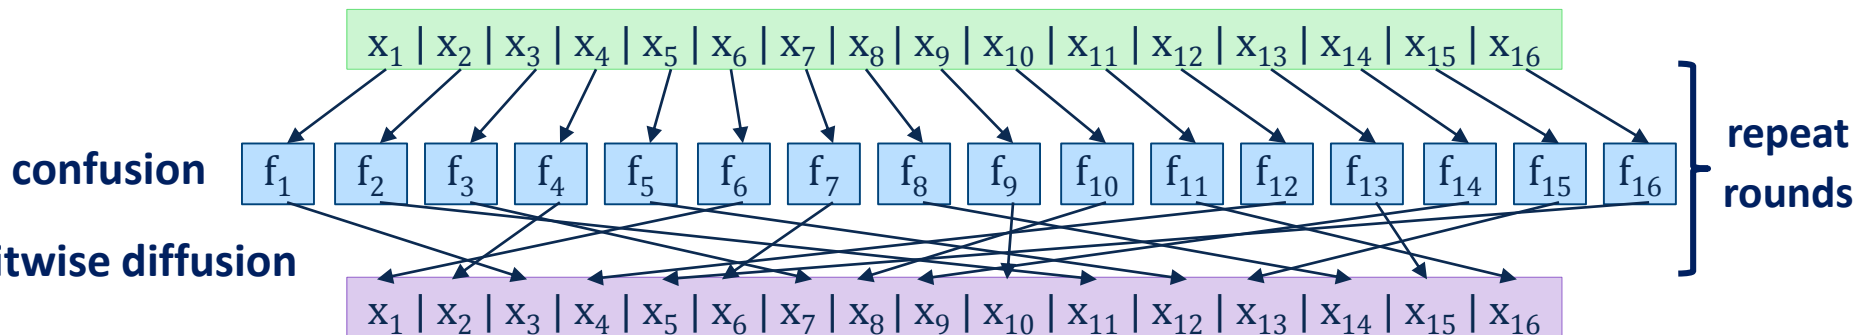 x₁ | x₂ | x₃ | x₄ | x₅ | x₆ | x₇ | x₈ | x₉ | x₁₀ | x₁₁ | x₁₂ | x₁₃ | x₁₄ | x₁₅ | x₁₆
confusion f₁ f₂ f₃ f₄ f₅ f₆ f₇ f₈ f₉ f₁₀ f₁₁ f₁₂ f₁₃ f₁₄ f₁₅ f₁₆
repeat
rounds
itwise diffusion
x₁ | x₂ | x₃ | x₄ | x₅ | x₆ | x₇ | x₈ | x₉ | x₁₀ | x₁₁ | x₁₂ | x₁₃ | x₁₄ | x₁₅ | x₁₆